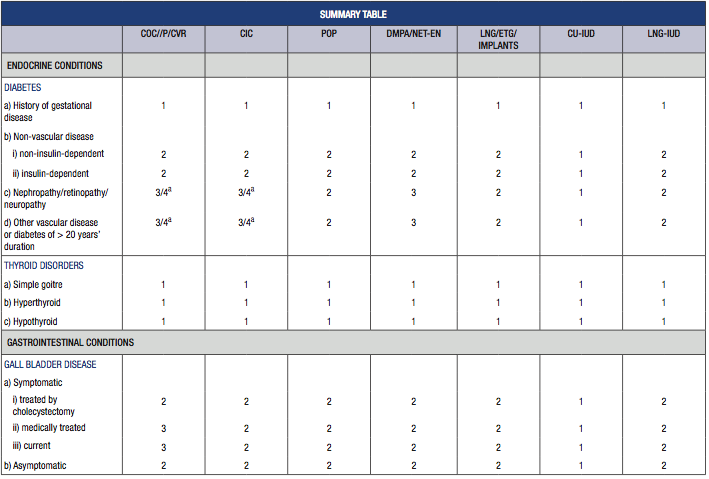 SUMMARY TABLE
COC//P/CVR CIC POP DMPA/NET-EN LNG/ETG/ CU-IUD LNG-IUD
IMPLANTS
ENDOCRINE CONDITIONS
DIABETES
a) History of gestational 1 1 1 1 1 1 1
disease
b) Non-vascular disease
i) non-insulin-dependent 2 2 2 2 2 1 2
ii) insulin-dependent 2 2 2 2 2 1 2
c) Nephropathy/retinopathy/ 3/4a 3/4a 2 3 2 1 2
neuropathy
d) Other vascular disease 3/4a 3/4a 2 3 2 1 2
or diabetes of > 20 years'
duration
THYROID DISORDERS
a) Simple goitre 1 1 1 1 1 1 1
b) Hyperthyroid 1 1 1 1 1 1 1
c) Hypothyroid 1 1 1 1 1 1 1
GASTROINTESTINAL CONDITIONS
GALL BLADDER DISEASE
a) Symptomatic
i) treated by 2 2 2 2 2 1 2
cholecystectomy
ii) medically treated 3 2 2 2 2 1 2
iii) current 3 2 2 2 2 1 2
b) Asymptomatic 2 2 2 2 2 1 2